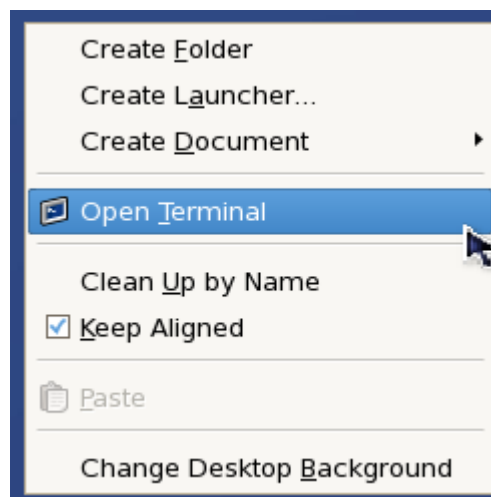 Create Folder
Create Launcher...
Create Document
Open Terminal
Clean Up by Name
Keep Aligned
Paste
Change Desktop Background